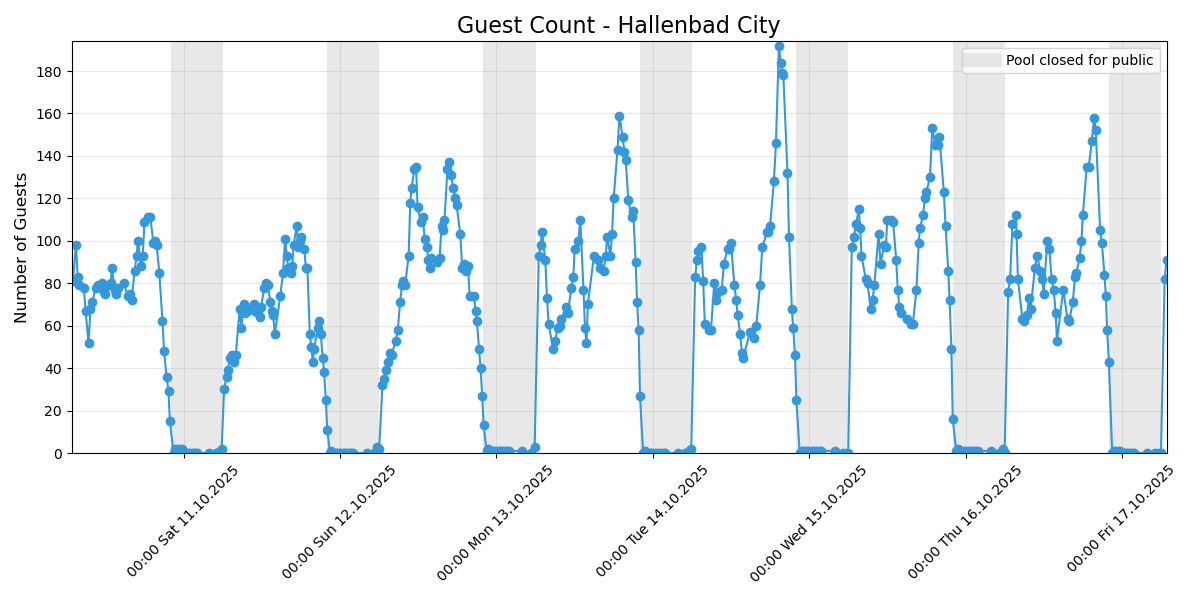 Guest Count - Hallenbad City
Pool closed for public
Number of Guests
180
160
140
120
100
80
60
40
20
0
00:00 Sat 11.10.2025
00:00 Sun 12.10.2025
00:00 Mon 13.10.2025
00:00 Tue 14.10.2025
00:00 Wed 15.10.2025
00:00 Thu 16.10.2025
00:00 Fri 17.10.2025